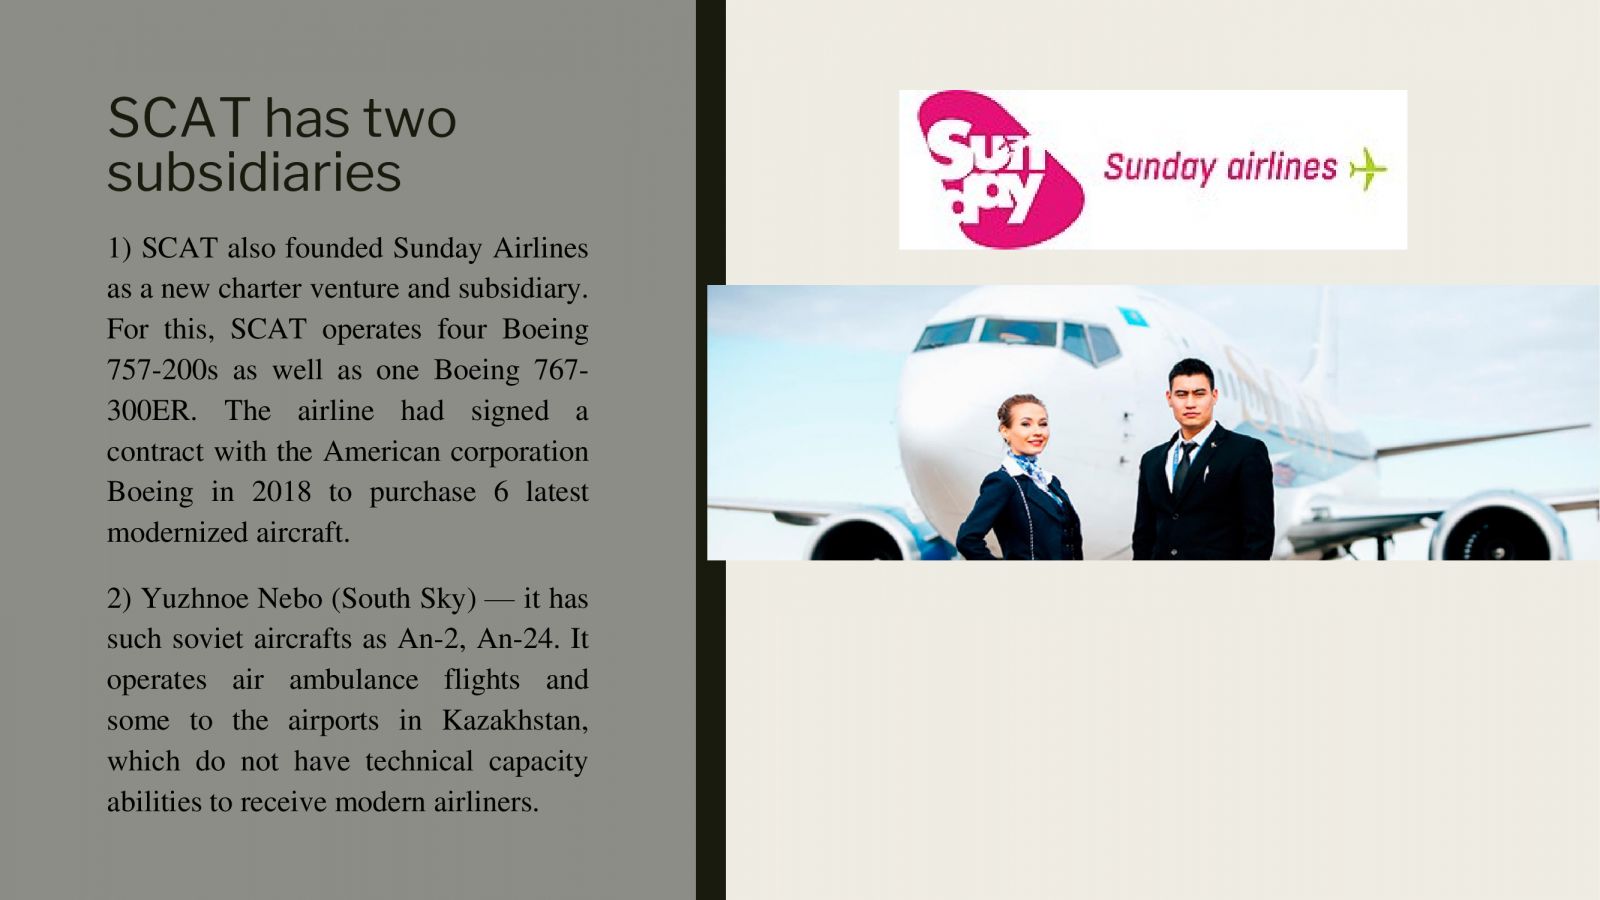 SCAT has two
subsidiaries
1) SCAT also founded Sunday Airlines
as a new charter venture and subsidiary.
For this, SCAT operates four Boeing
757-200s as well as one Boeing 767-
300ER. The airline had signed a
contract with the American corporation
Boeing in 2018 to purchase 6 latest
modernized aircraft.
2) Yuzhnoe Nebo (South Sky) — it has
such soviet aircrafts as An-2, An-24. It
operates air ambulance flights and
some to the airports in Kazakhstan,
which do not have technical capacity
abilities to receive modern airliners.
Sun
day
Sunday airlines